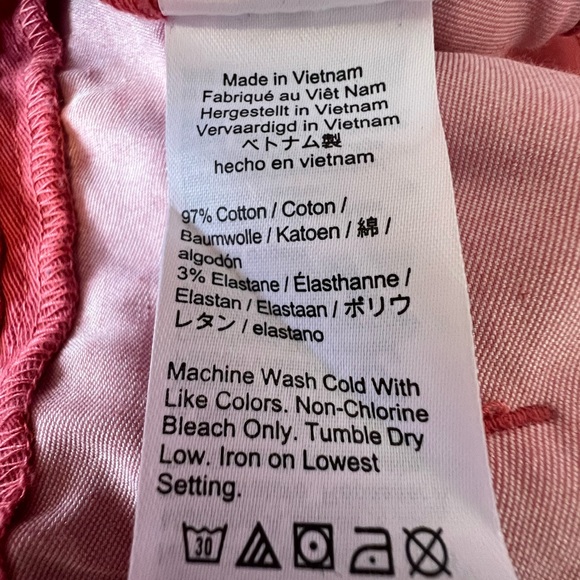 Made in Vietnam
Fabriqué au Viêt Nam
Hergestellt in Vietnam
Vervaardigd in Vietnam
ベトナム製
hecho en vietnam
97% Cotton / Coton /
Baumwolle / Katoen / 綿 /
algodón
3% Elastane / Élasthanne /
Elastan / Elastaan / ポリウ
レタン / elastano
Machine Wash Cold With
Like Colors. Non-Chlorine
Bleach Only. Tumble Dry
Low. Iron on Lowest
Setting.
30